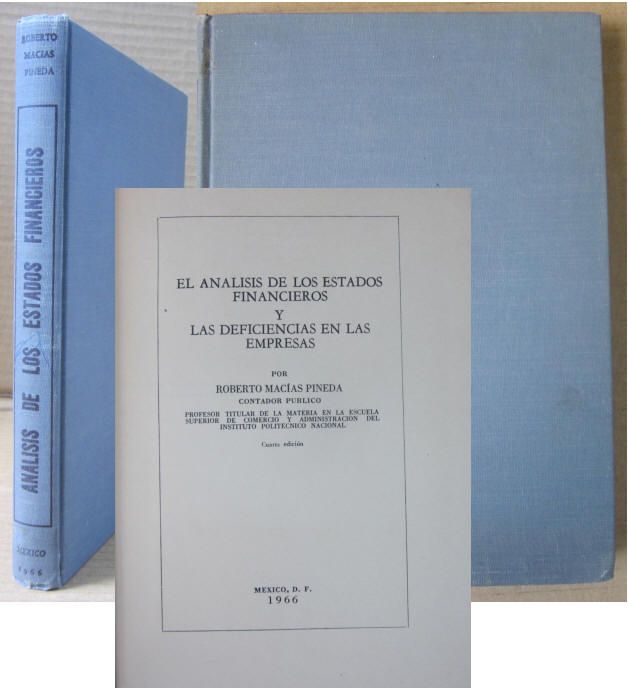 ROBERTO
MACIAS
PINEDA
ANALISIS DE LOS ESTADOS FINANCIEROS
MEXICO
1966
EL ANALISIS DE LOS ESTADOS
FINANCIEROS
Y
LAS DEFICIENCIAS EN LAS
EMPRESAS
POR
ROBERTO MACÍAS PINEDA
CONTADOR PUBLICO
PROFESOR TITULAR DE LA MATERIA EN LA ESCUELA
SUPERIOR DE COMERCIO Y ADMINISTRACION DEL
INSTITUTO POLITECNICO NACIONAL
Cuarta edición
MEXICO, D. F.
1966